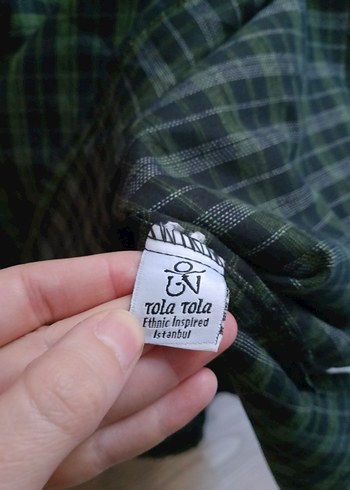 Tola Tola
Ethnic Inspired
Istanbul